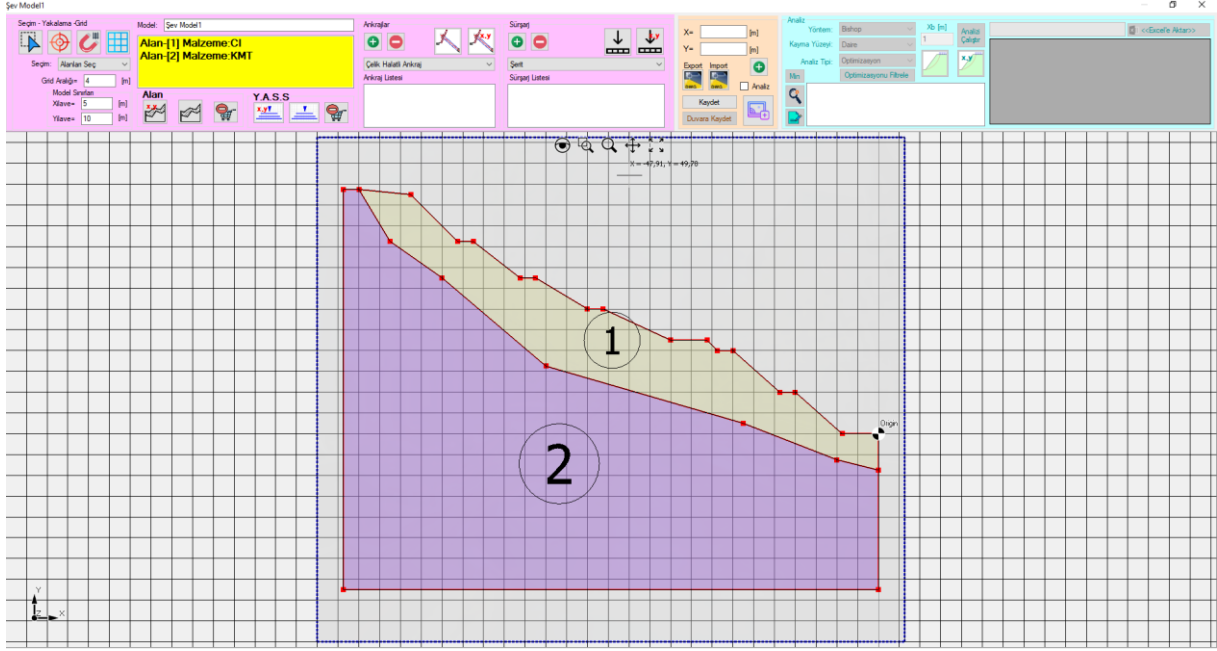 Şev Model1
Seçim - Yakalama -Grid
Seçim: Alanları Seç
Grid Aralığı= 4 [m]
Model Sınırları
Xilave= 5 [m]
Yilave= 10 [m]
Model: Şev Model1
Alan-[1] Malzeme:Cl
Alan-[2] Malzeme:KMT
Alan
Y.A.S.S
x,y
Ankrajlar
x,y
Çelik Halatli Ankraj
Ankraj Listesi
Sürşarj
Şerit
Sürşarj Listesi
X= [m]
Y= [m]
Export Import
Analiz
Kaydet
Duvara Kaydet
Analiz
Yöntem: Bishop
Kayma Yüzeyi: Daire
Analiz Tipi: Optimizasyon
Min
Optimizasyonu Filtrele
Xb [m]
1
Analizi
Çalıştır
x,y
<<Excel'e Aktar>>
X = -47,91, Y = 49,70
1
2
Origin
Y
Z
X